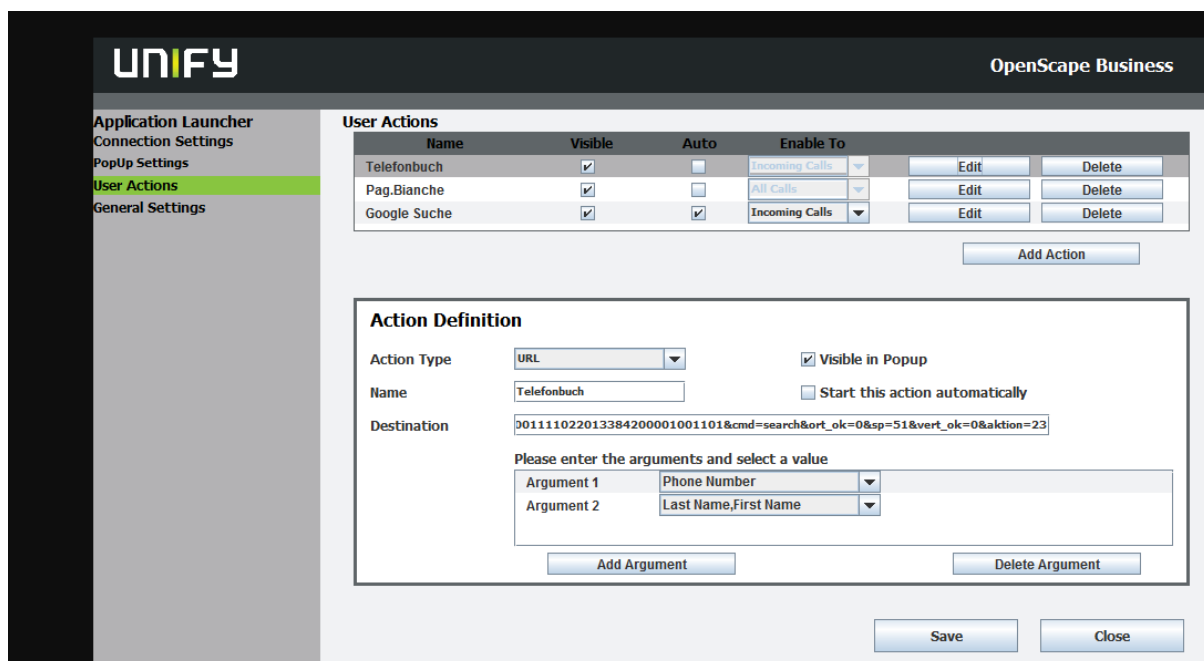 UNIFY
OpenScape Business
Application Launcher
Connection Settings
PopUp Settings
User Actions
General Settings
User Actions
Name Visible Auto Enable To
Telefonbuch Incoming Calls Edit Delete
Pag.Bianche All Calls Edit Delete
Google Suche Incoming Calls Edit Delete
Add Action
Action Definition
Action Type URL Visible in Popup
Name Telefonbuch Start this action automatically
Destination 001111022013384200001001101&cmd=search&ort_ok=0&sp=51&vert_ok=0&aktion=23
Please enter the arguments and select a value
Argument 1 Phone Number
Argument 2 Last Name,First Name
Add Argument Delete Argument
Save Close